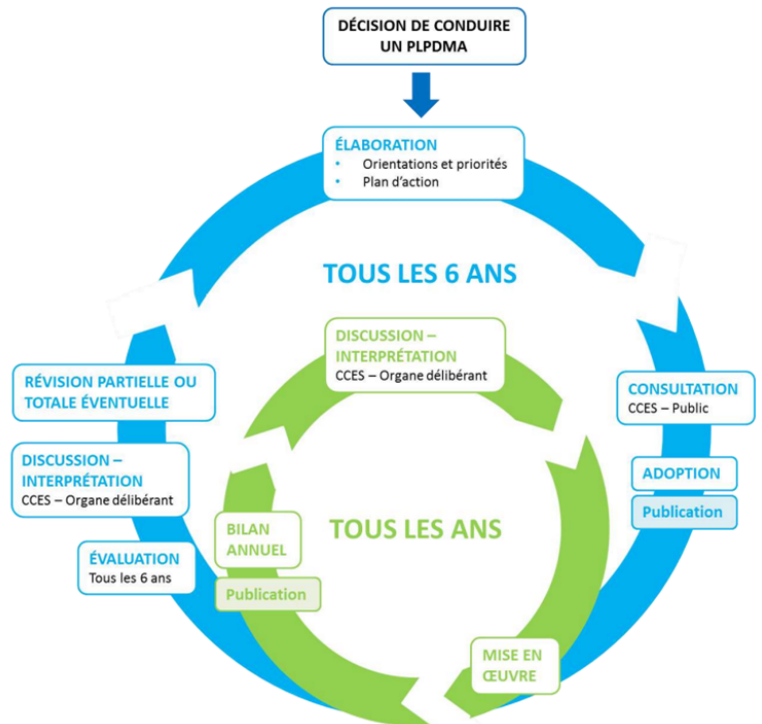 DÉCISION DE CONDUIRE
UN PLPDMA
ÉLABORATION
• Orientations et priorités
• Plan d'action
TOUS LES 6 ANS
DISCUSSION –
INTERPRÉTATION
CCES – Organe délibérant
RÉVISION PARTIELLE OU
TOTALE ÉVENTUELLE
CONSULTATION
CCES – Public
DISCUSSION –
INTERPRÉTATION
CCES – Organe délibérant
ADOPTION
Publication
BILAN
ANNUEL
Publication
TOUS LES ANS
ÉVALUATION
Tous les 6 ans
MISE EN
ŒUVRE